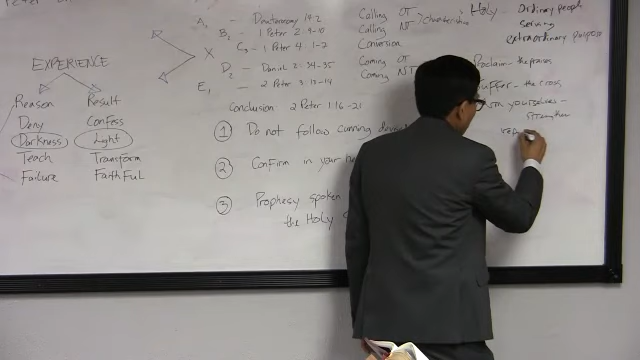 EXPERIENCE
Reason Result
Deny Confess
Darkness Light
Teach Transform
Failure Faithful
A1 - Deuteronomy 14:2
B2 - 1 Peter 2:9-10
C3 - 1 Peter 4:1-7
X
D2 - Daniel 2:34-35
E1 - 2 Peter 3:13-14
Conclusion: 2 Peter 1:16-21
① Do not follow cunning
② Confirm in your
③ Prophesy spoken
the Holy
Calling OT
Calling NT
Conversion
Coming OT
Coming NT
Holy - Ordinary people
serving
extraordinary purpose
Proclaim - the praises
Suffer - the cross
yourselves -
strengthen